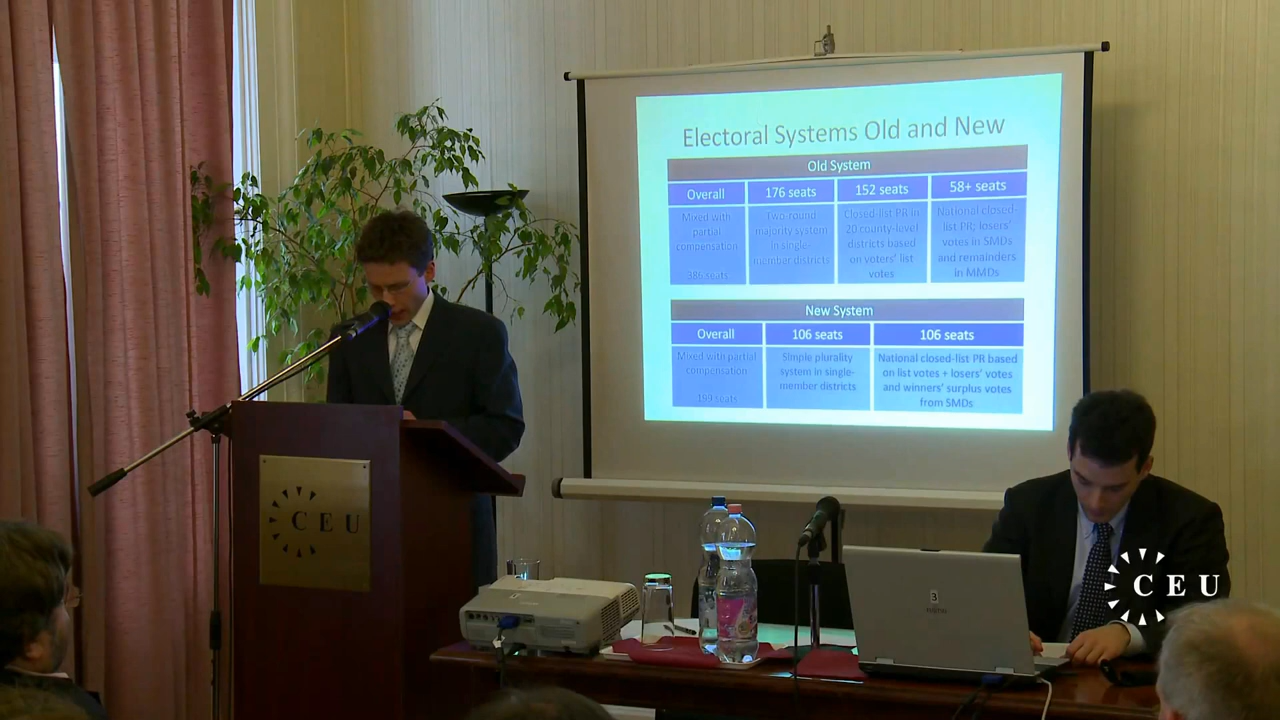 Electoral Systems Old and New
Old System
Overall
176 seats
152 seats
58+ seats
Mixed with
partial
compensation
386 seats
Two-round
majority system
in single-
member districts
Closed-list PR in
20 county-level
districts based
on voters' list
votes
National closed-
list PR; losers'
votes in SMDs
and remainders
in MMDs
New System
Overall
106 seats
106 seats
Mixed with partial
compensation
199 seats
Simple plurality
system in single-
member districts
National closed-list PR based
on list votes + losers' votes
and winners' surplus votes
from SMDs
CEU
3
FUJITSU
CEU